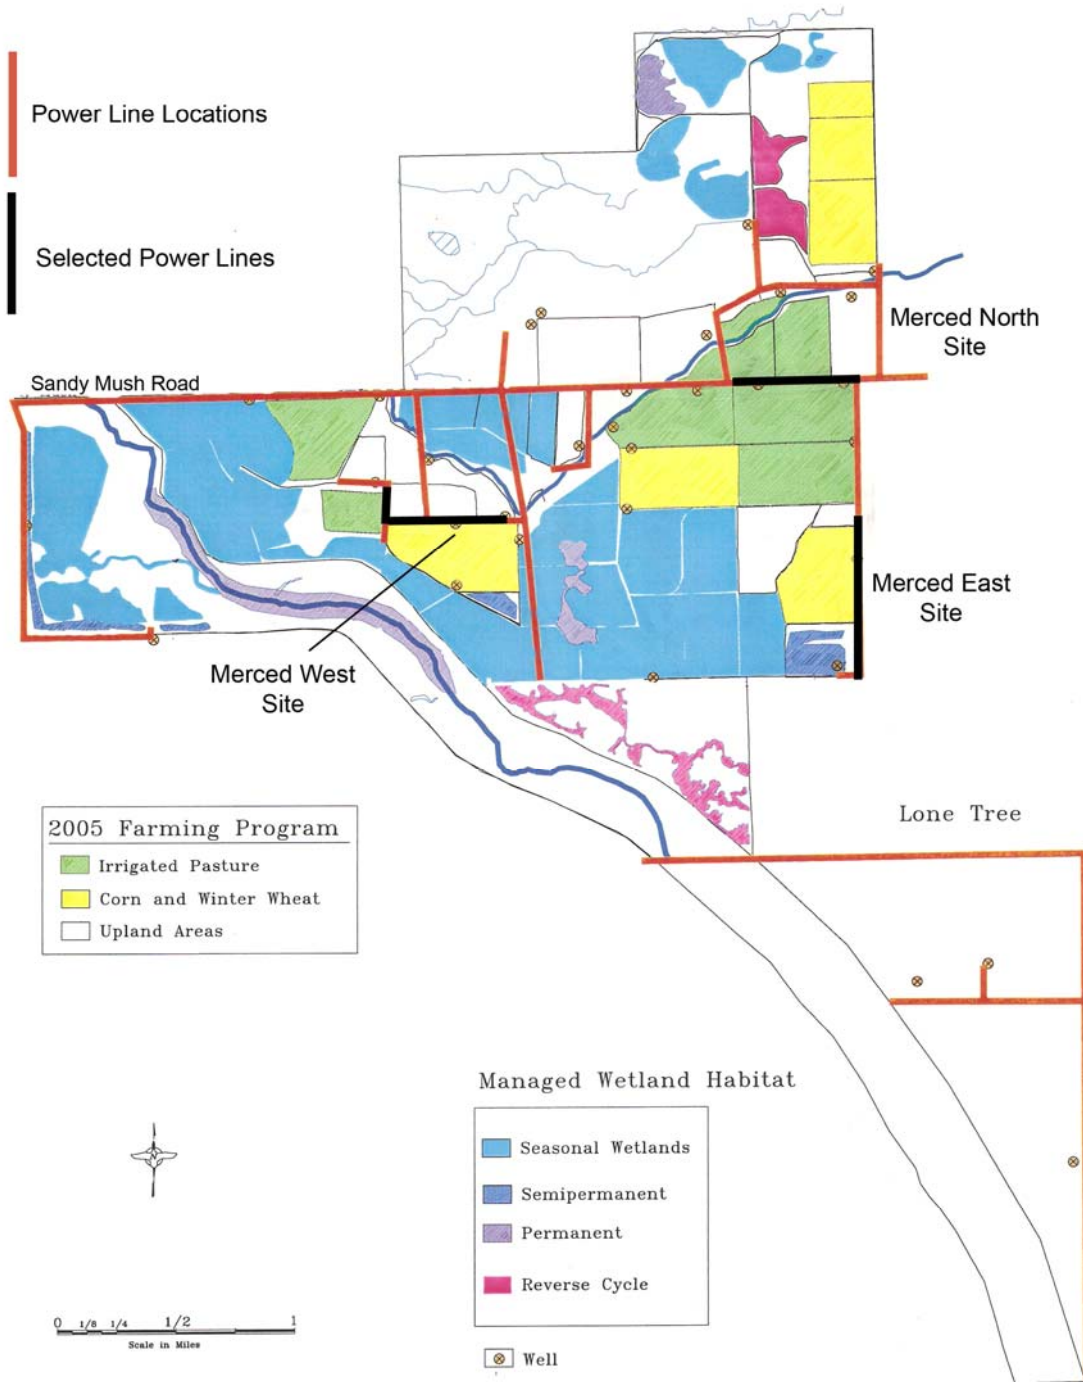 Power Line Locations
Selected Power Lines
Merced North
Site
Sandy Mush Road
Merced East
Site
Merced West
Site
Lone Tree
2005 Farming Program
Irrigated Pasture
Corn and Winter Wheat
Upland Areas
Managed Wetland Habitat
Seasonal Wetlands
Semipermanent
Permanent
Reverse Cycle
Well
N
0 1/8 1/4 1/2 1
Scale in Miles